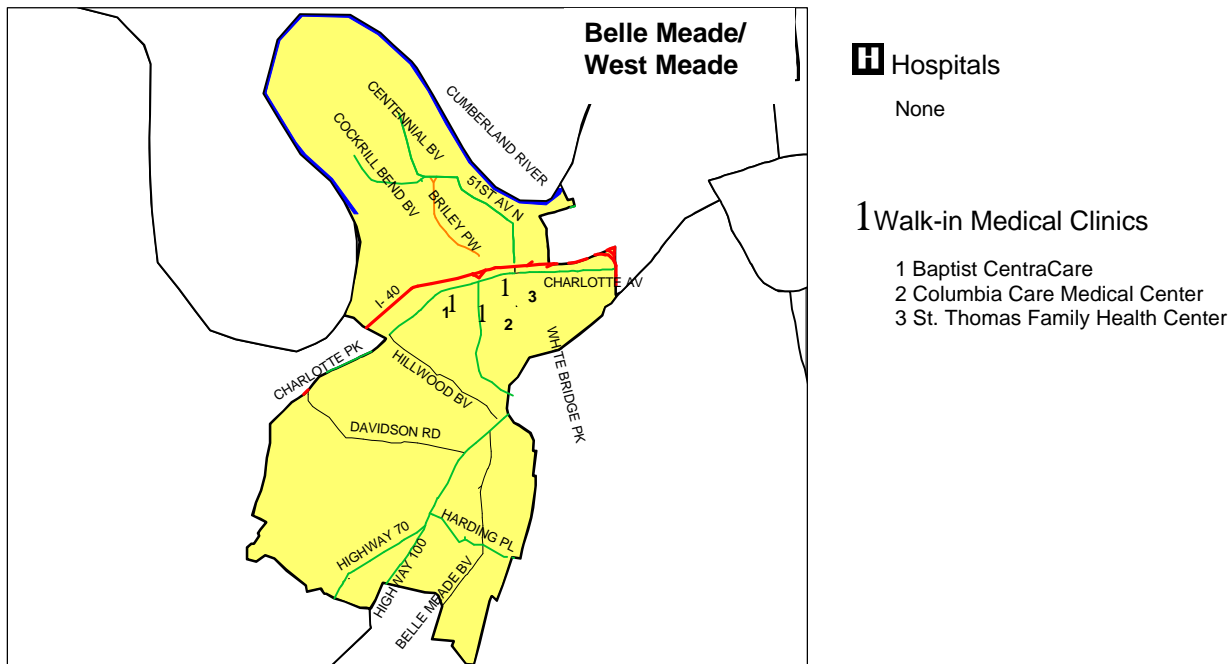 Belle Meade/
West Meade
H Hospitals
None
1 Walk-in Medical Clinics
1 Baptist CentraCare
2 Columbia Care Medical Center
3 St. Thomas Family Health Center
CUMBERLAND RIVER
CENTENNIAL BV
COCKRILL BEND BV
51ST AV N
BRILEY PW
I- 40
CHARLOTTE AV
1
1
1
1
3
2
CHARLOTTE PK
HILLWOOD BV
WHITE BRIDGE PK
DAVIDSON RD
HIGHWAY 70
HARDING PL
HIGHWAY 100
BELLE MEADE BV